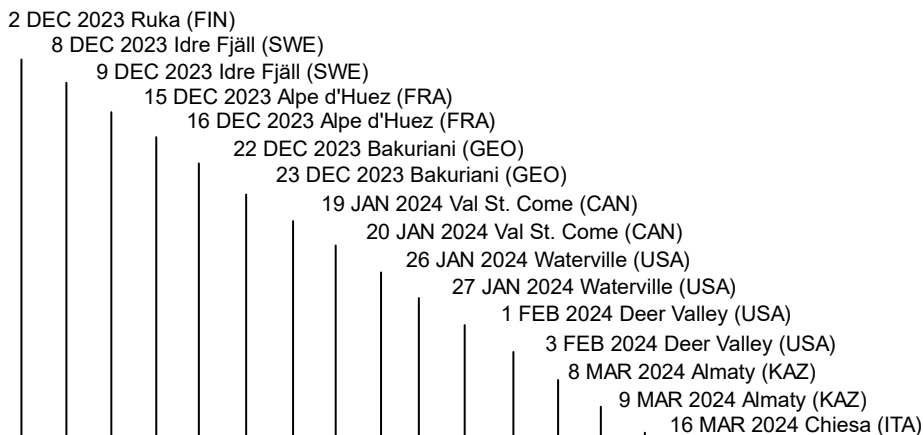 2 DEC 2023 Ruka (FIN)
8 DEC 2023 Idre Fjäll (SWE)
9 DEC 2023 Idre Fjäll (SWE)
15 DEC 2023 Alpe d'Huez (FRA)
16 DEC 2023 Alpe d'Huez (FRA)
22 DEC 2023 Bakuriani (GEO)
23 DEC 2023 Bakuriani (GEO)
19 JAN 2024 Val St. Come (CAN)
20 JAN 2024 Val St. Come (CAN)
26 JAN 2024 Waterville (USA)
27 JAN 2024 Waterville (USA)
1 FEB 2024 Deer Valley (USA)
3 FEB 2024 Deer Valley (USA)
8 MAR 2024 Almaty (KAZ)
9 MAR 2024 Almaty (KAZ)
16 MAR 2024 Chiesa (ITA)